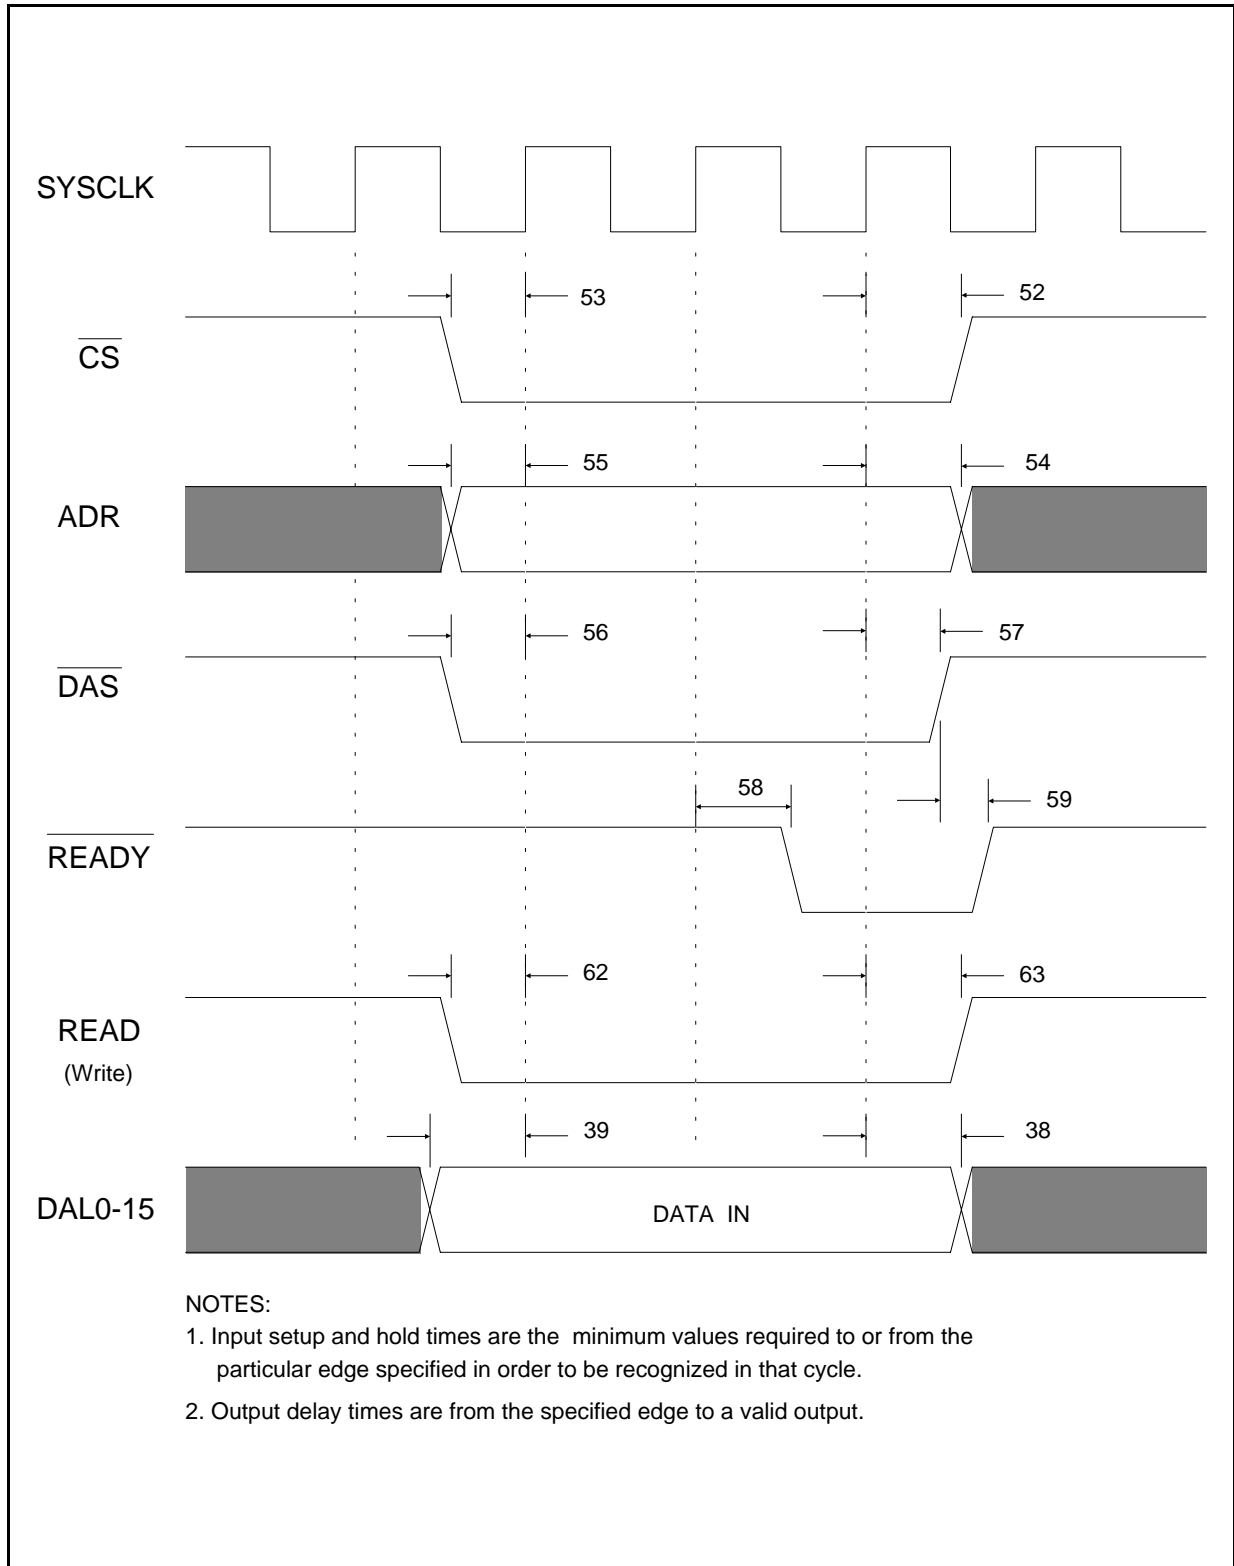 SYSCLK
53
52
CS
55
54
ADR
56
57
DAS
58
59
READY
62
63
READ
(Write)
39
38
DAL0-15
DATA IN
NOTES:
1. Input setup and hold times are the minimum values required to or from the
particular edge specified in order to be recognized in that cycle.
2. Output delay times are from the specified edge to a valid output.